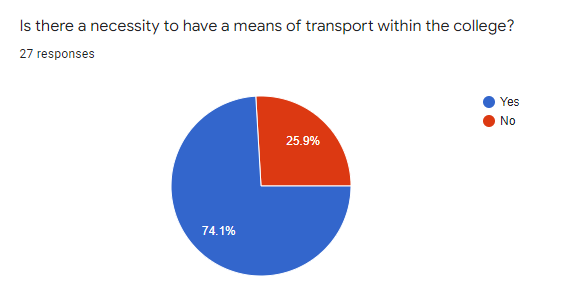 Is there a necessity to have a means of transport within the college?
27 responses
Yes
No
25.9%
74.1%